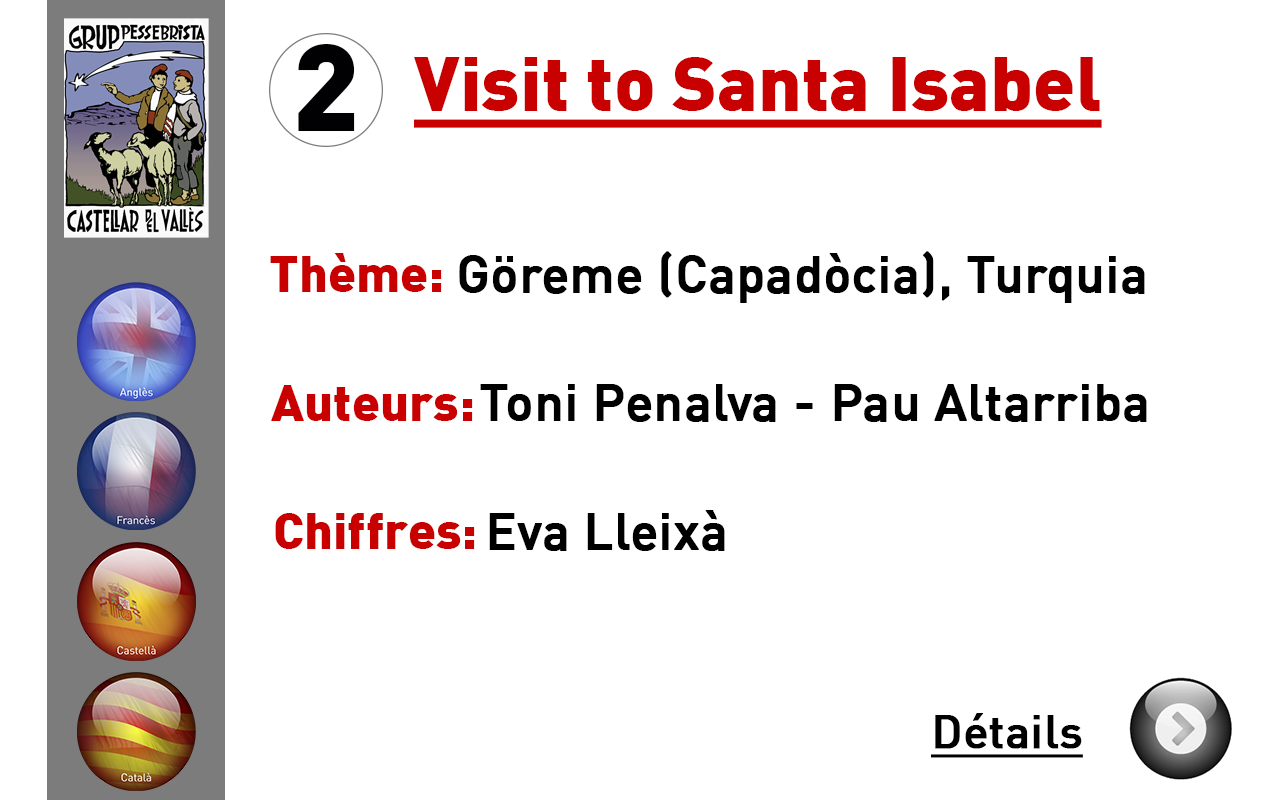 GRUP PESSEBRISTA
CASTELLAR DEL VALLÈS
Anglès
Francès
Castellà
Català
2 Visit to Santa Isabel
Thème: Göreme (Capadòcia), Turquia
Auteurs: Toni Penalva - Pau Altarriba
Chiffres: Eva Lleixà
Détails